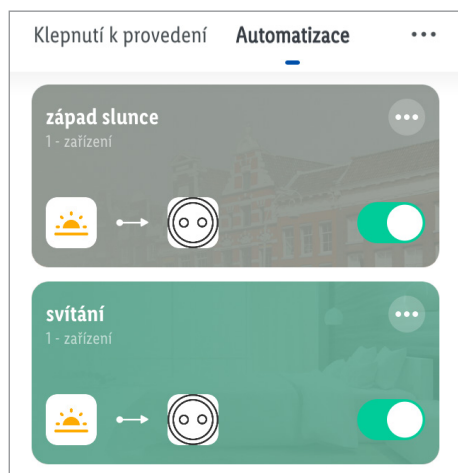 Klepnutí k provedení Automatizace
západ slunce
1 - zařízení
svítání
1 - zařízení